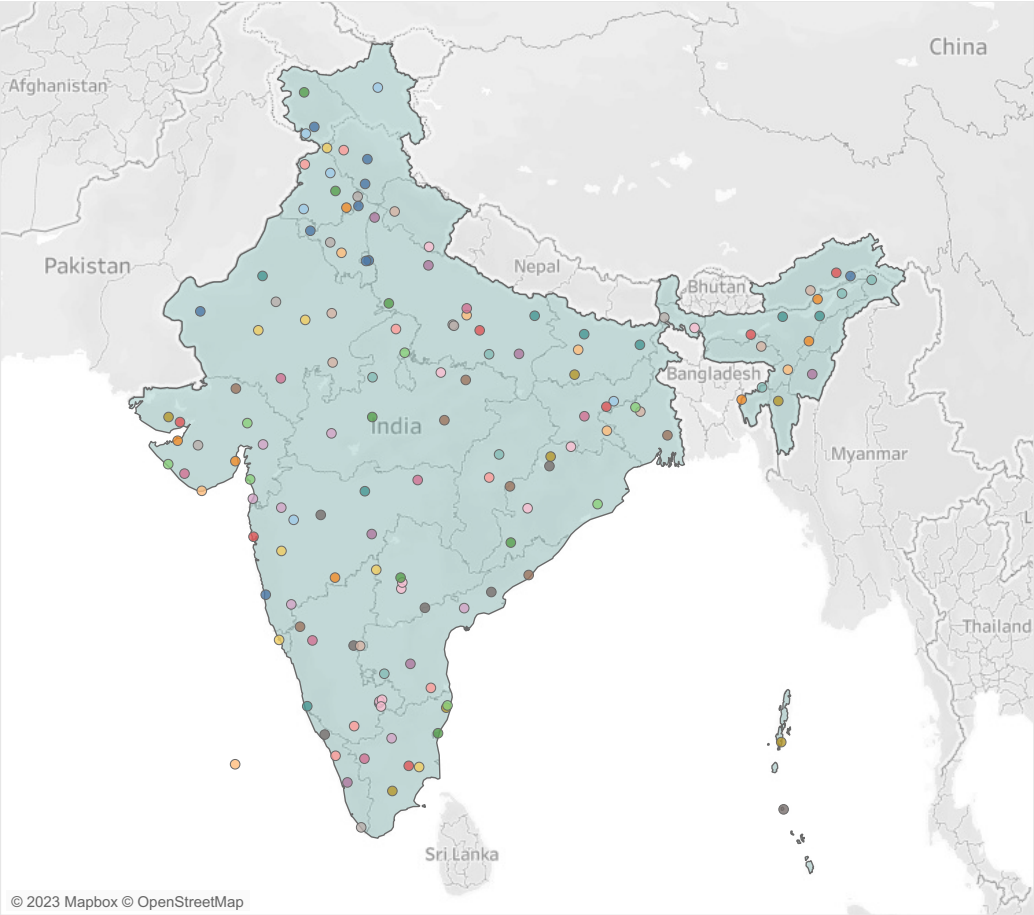 China
Afghanistan
Pakistan
Nepal
Bhutan
Bangladesh
India
Myanmar
L
Thailand
Sri Lanka
© 2023 Mapbox © OpenStreetMap